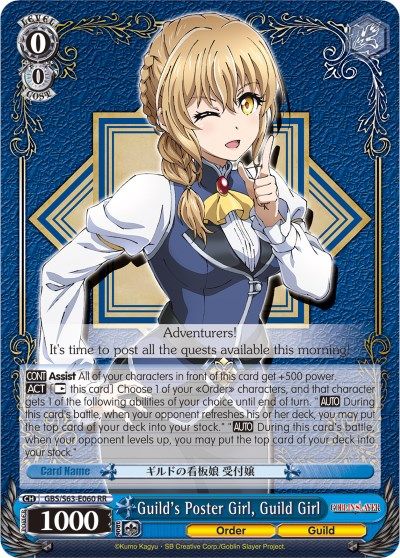 LEVEL
0
0
COST
Adventurers!
It's time to post all the quests available this morning!
CONT Assist All of your characters in front of this card get +500 power.
ACT [ this card] Choose 1 of your «Order» characters, and that character
gets 1 of the following abilities of your choice until end of turn. " AUTO During
this card's battle, when your opponent refreshes his or her deck, you may put
the top card of your deck into your stock." " AUTO During this card's battle,
when your opponent levels up, you may put the top card of your deck into
your stock."
Card Name
ギルドの看板娘 受付嬢
CH GBS/S63-E060 RR
Guild's Poster Girl, Guild Girl
GOBLIN SLAYER
POWER
1000
SOUL
Order
Guild
©Kumo Kagyu・SB Creative Corp./Goblin Slayer Project.